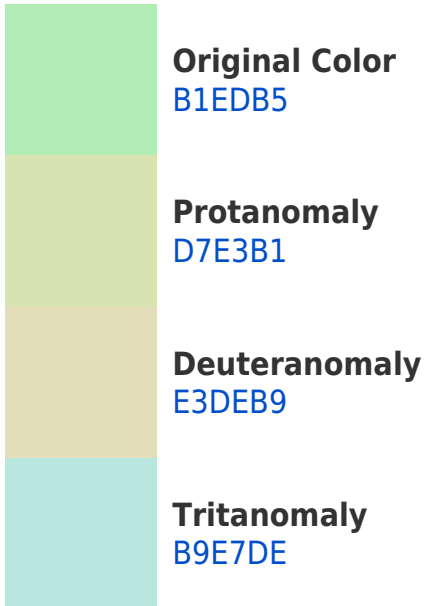 Original Color
B1EDB5
Protanomaly
D7E3B1
Deuteranomaly
E3DEB9
Tritanomaly
B9E7DE